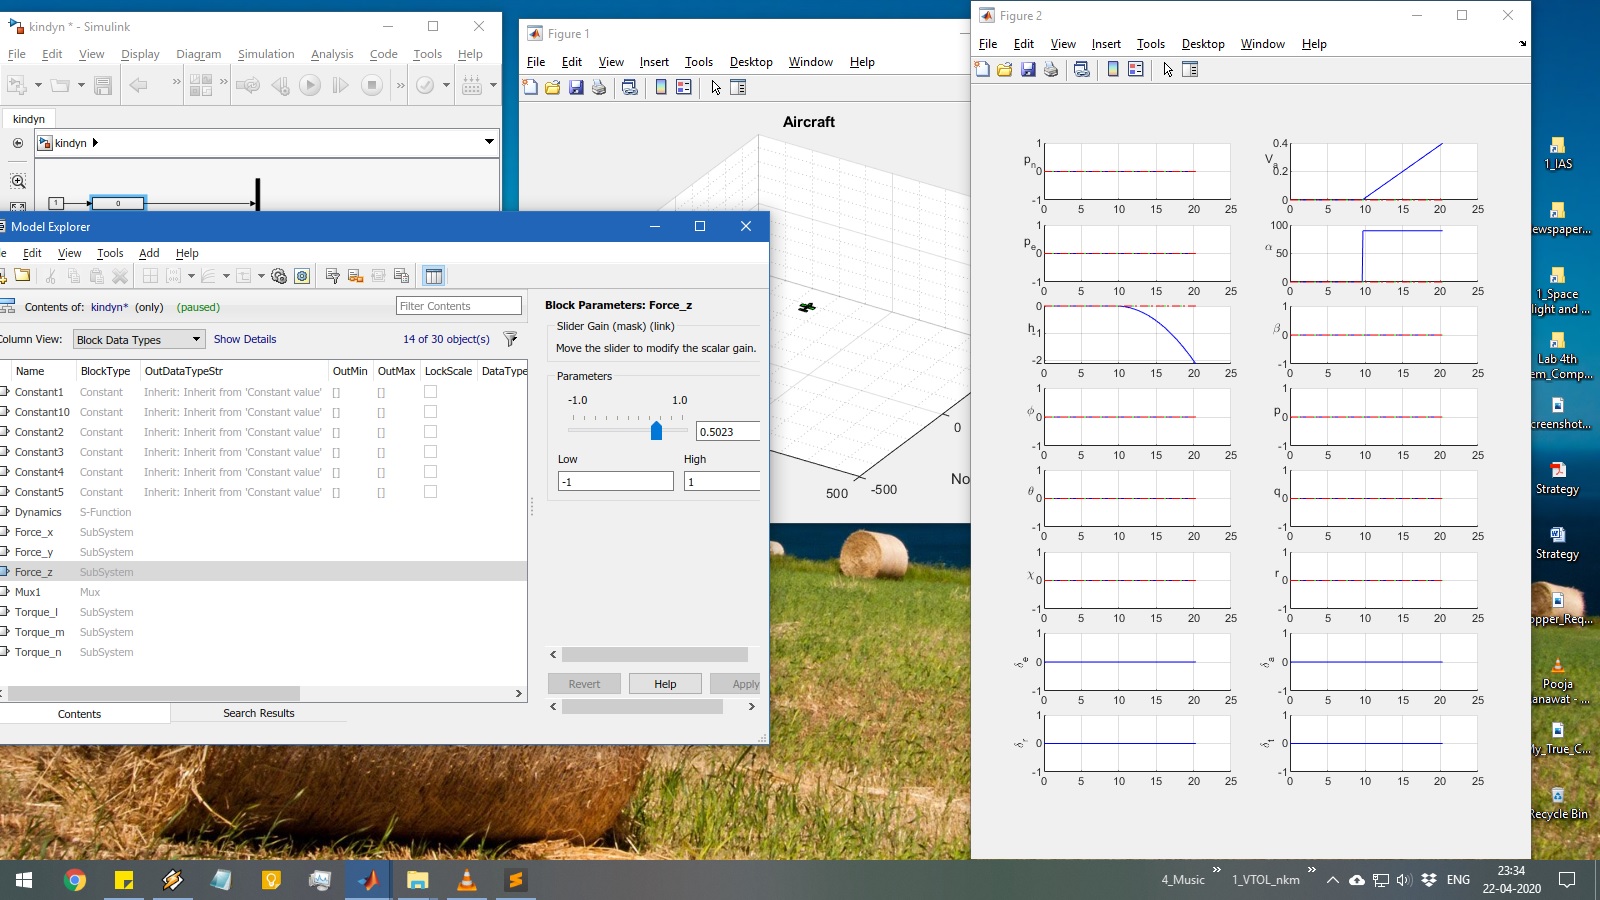 kindyn * - Simulink
File Edit View Display Diagram Simulation Analysis Code Tools Help
kindyn
kindyn
1
0
Model Explorer
Edit View Tools Add Help
Contents of: kindyn* (only) (paused)
Filter Contents
Column View: Block Data Types Show Details 14 of 30 object(s)
Name BlockType OutDataTypeStr OutMin OutMax LockScale DataType
Constant1 Constant Inherit: Inherit from 'Constant value' [] []
Constant10 Constant Inherit: Inherit from 'Constant value' [] []
Constant2 Constant Inherit: Inherit from 'Constant value' [] []
Constant3 Constant Inherit: Inherit from 'Constant value' [] []
Constant4 Constant Inherit: Inherit from 'Constant value' [] []
Constant5 Constant Inherit: Inherit from 'Constant value' [] []
Dynamics S-Function
Force_x SubSystem
Force_y SubSystem
Force_z SubSystem
Mux1 Mux
Torque_l SubSystem
Torque_m SubSystem
Torque_n SubSystem
Contents Search Results
Block Parameters: Force_z
Slider Gain (mask) (link)
Move the slider to modify the scalar gain.
Parameters
-1.0 1.0
0.5023
Low High
-1 1
Revert Help Apply
Figure 1
File Edit View Insert Tools Desktop Window Help
Aircraft
0
500 -500
No
Figure 2
File Edit View Insert Tools Desktop Window Help
pn 1 0 -1
0 5 10 15 20 25
Va 0.4 0.2 0
0 5 10 15 20 25
pe 1 0 -1
0 5 10 15 20 25
α 100 50 0
0 5 10 15 20 25
h 0 -1 -2
0 5 10 15 20 25
β 1 0 -1
0 5 10 15 20 25
ϕ 1 0 -1
0 5 10 15 20 25
p 1 0 -1
0 5 10 15 20 25
θ 1 0 -1
0 5 10 15 20 25
q 1 0 -1
0 5 10 15 20 25
χ 1 0 -1
0 5 10 15 20 25
r 1 0 -1
0 5 10 15 20 25
δe 1 0 -1
0 5 10 15 20 25
δa 1 0 -1
0 5 10 15 20 25
δr 1 0 -1
0 5 10 15 20 25
δt 1 0 -1
0 5 10 15 20 25
1_IAS
ewspaper...
1_Space
light and ...
Lab 4th
em_Comp...
creenshot...
Strategy
Strategy
opper_Req...
Pooja
anawat - ...
My_True_C...
Recycle Bin
4_Music 1_VTOL_nkm ENG 23:34
22-04-2020